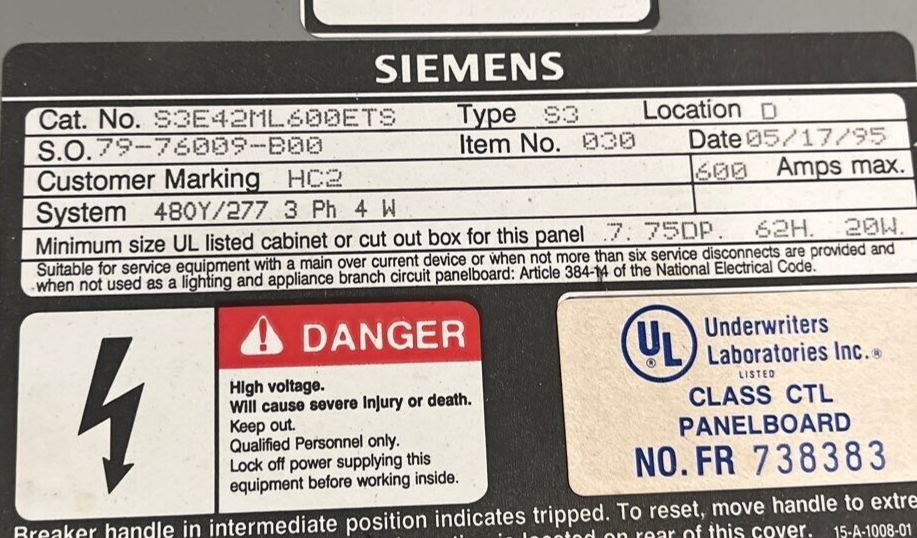 SIEMENS
Cat. No. S3E42ML600ETS Type S3 Location D
S.O. 79-76009-B00 Item No. 030 Date 05/17/95
Customer Marking HC2 600 Amps max.
System 480Y/277 3 Ph 4 W
Minimum size UL listed cabinet or cut out box for this panel 7.75DP. 62H. 20W.
Suitable for service equipment with a main over current device or when not more than six service disconnects are provided and
when not used as a lighting and appliance branch circuit panelboard: Article 384-14 of the National Electrical Code.
DANGER
High voltage.
Will cause severe injury or death.
Keep out.
Qualified Personnel only.
Lock off power supplying this
equipment before working inside.
UL ®
Underwriters
Laboratories Inc.®
LISTED
CLASS CTL
PANELBOARD
NO. FR 738383
Breaker handle in intermediate position indicates tripped. To reset, move handle to extre
on rear of this cover. 15-A-1008-01